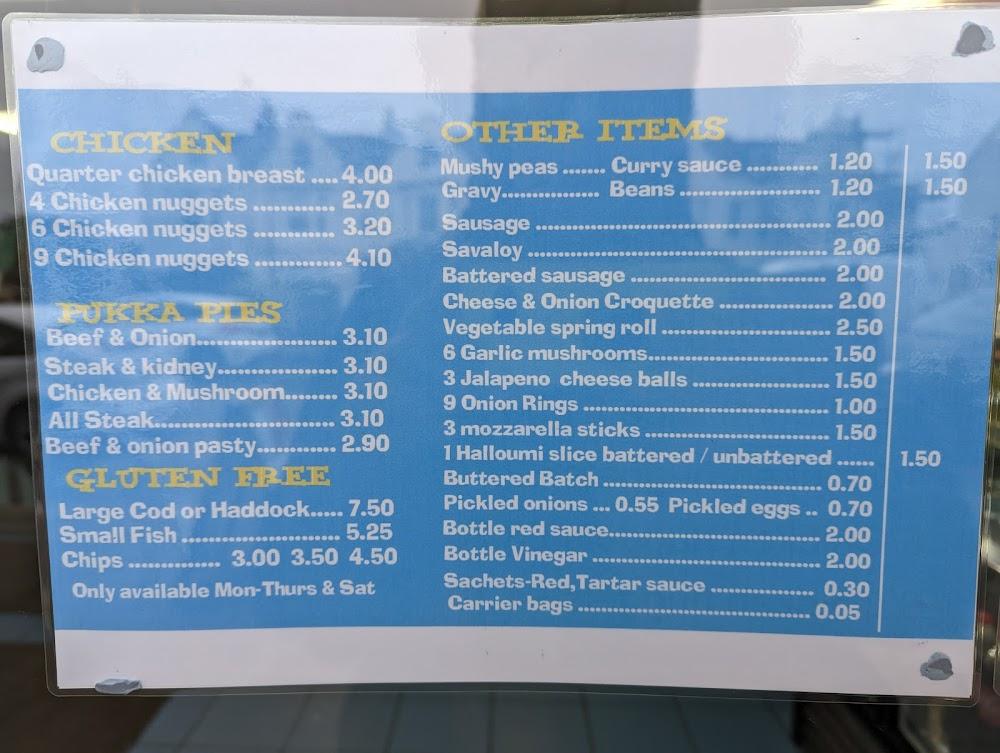 CHICKEN
Quarter chicken breast .... 4.00
4 Chicken nuggets ............ 2.70
6 Chicken nuggets ............ 3.20
9 Chicken nuggets .............. 4.10
PUKKA PIES
Beef & Onion..................... 3.10
Steak & kidney.................. 3.10
Chicken & Mushroom........ 3.10
All Steak........................... 3.10
Beef & onion pasty............ 2.90
GLUTEN FREE
Large Cod or Haddock..... 7.50
Small Fish ........................ 5.25
Chips .............. 3.00 3.50 4.50
Only available Mon-Thurs & Sat
OTHER ITEMS
Mushy peas ....... Curry sauce ........... 1.20 1.50
Gravy............... Beans ..................... 1.20 1.50
Sausage ............................................. 2.00
Savaloy .............................................. 2.00
Battered sausage .............................. 2.00
Cheese & Onion Croquette ................. 2.00
Vegetable spring roll .......................... 2.50
6 Garlic mushrooms............................ 1.50
3 Jalapeno cheese balls ..................... 1.50
9 Onion Rings ..................................... 1.00
3 mozzarella sticks ............................ 1.50
1 Halloumi slice battered / unbattered ...... 1.50
Buttered Batch .................................. 0.70
Pickled onions ... 0.55 Pickled eggs .. 0.70
Bottle red sauce................................. 2.00
Bottle Vinegar ................................... 2.00
Sachets-Red,Tartar sauce ................ 0.30
Carrier bags ................................... 0.05